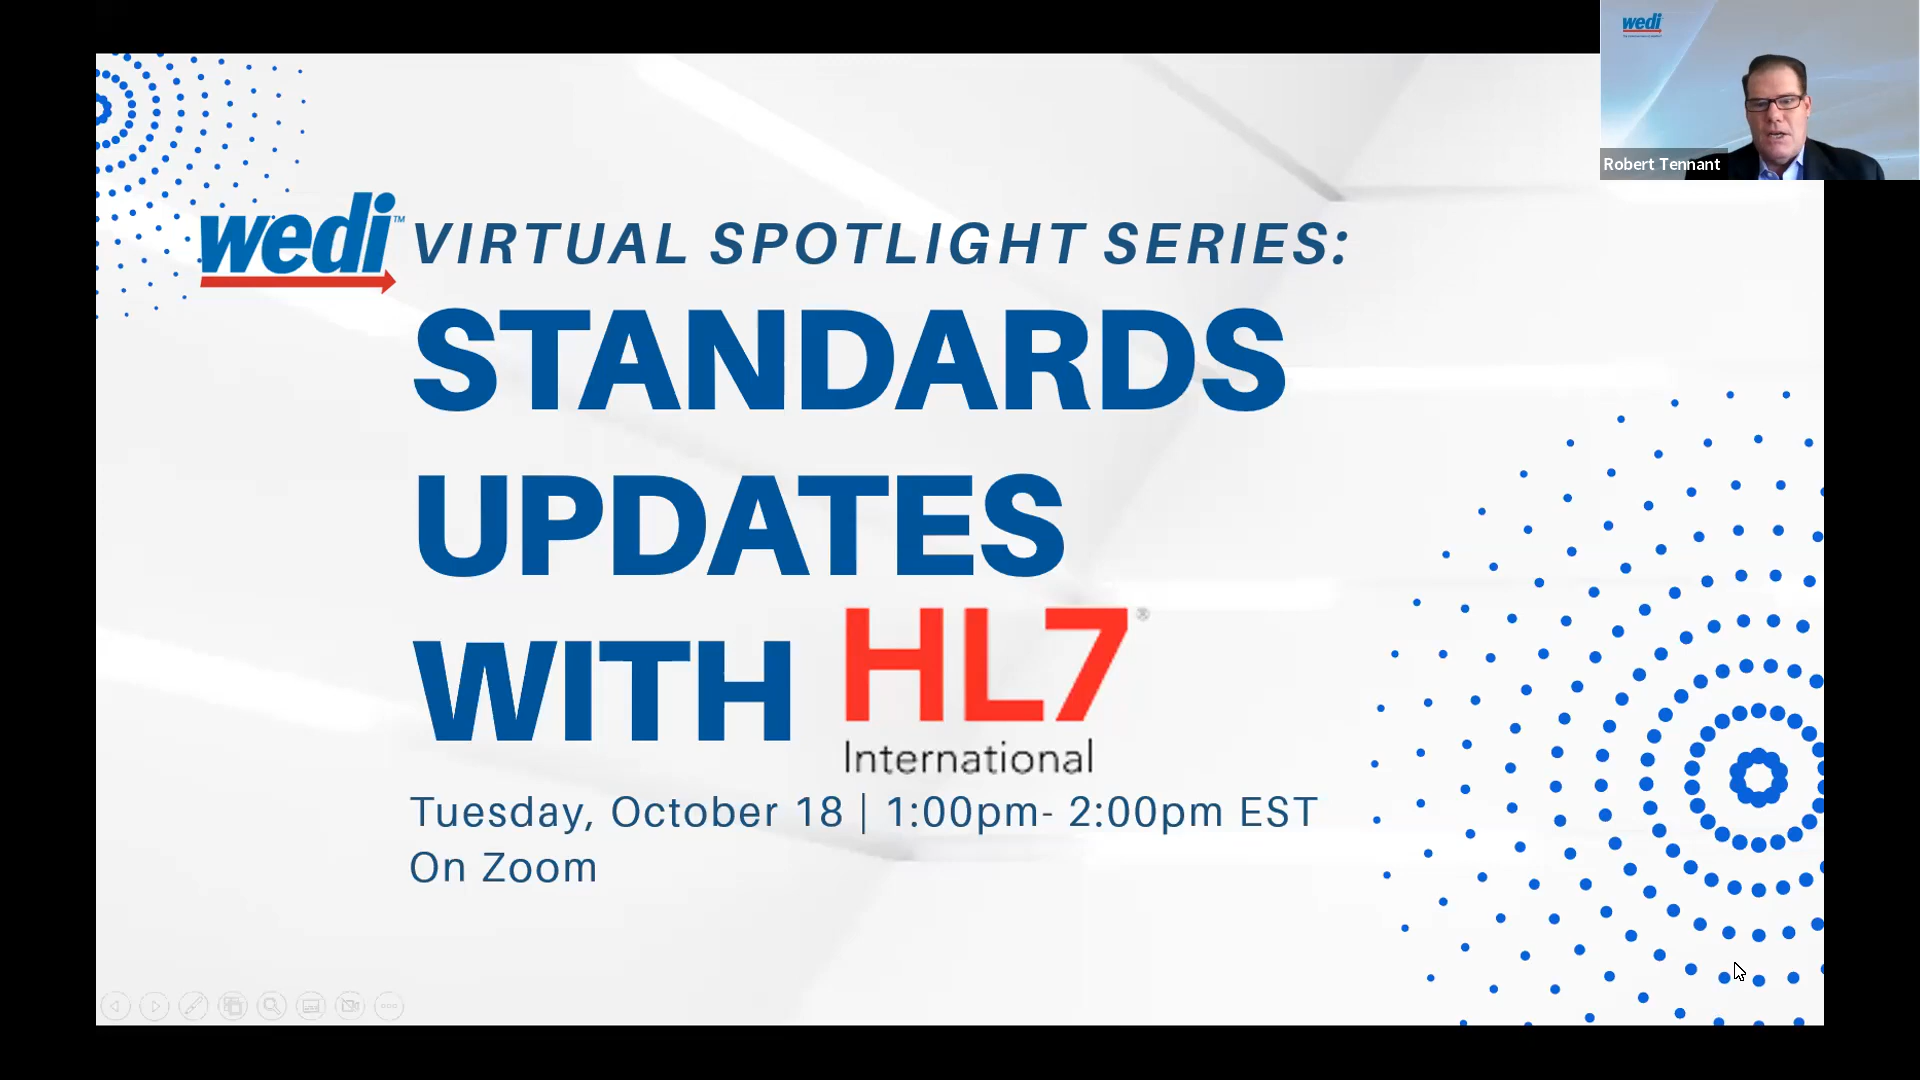 wedi
Robert Tennant
wedi™ VIRTUAL SPOTLIGHT SERIES:
STANDARDS
UPDATES
WITH HL7®
International
Tuesday, October 18 | 1:00pm- 2:00pm EST
On Zoom